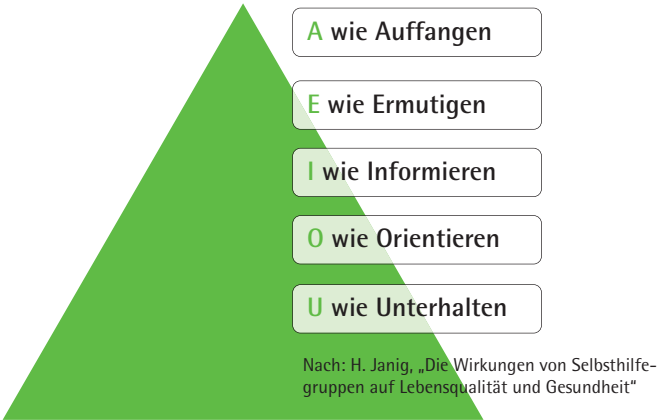 A wie Auffangen
E wie Ermutigen
I wie Informieren
O wie Orientieren
U wie Unterhalten
Nach: H. Janig, „Die Wirkungen von Selbsthilfe-
gruppen auf Lebensqualität und Gesundheit“